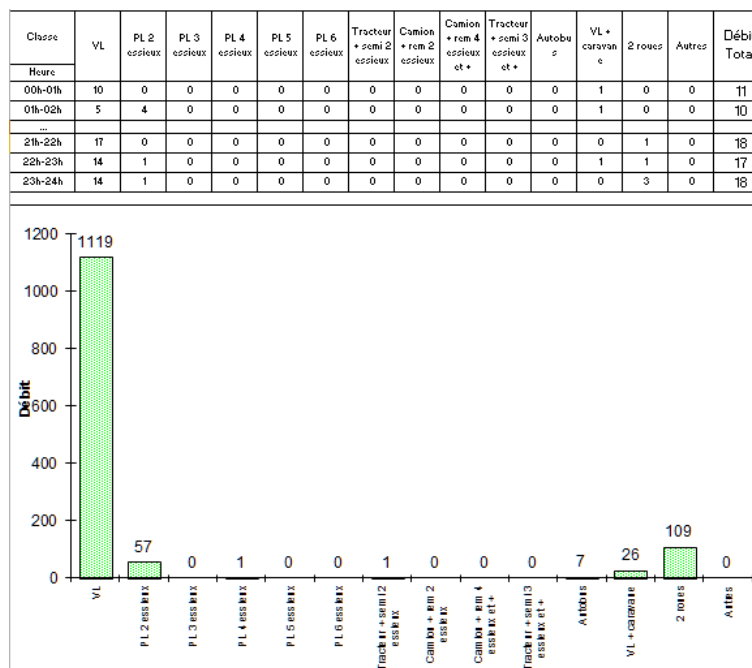 Classe VL PL 2 essieux PL 3 essieux PL 4 essieux PL 5 essieux PL 6 essieux Tracteur + semi 2 essieux Camion + rem 2 essieux Camion + rem 4 essieux et + Tracteur + semi 3 essieux et + Autobus VL + caravane 2 roues Autres Débi Tota
Heure
00h-01h 10 0 0 0 0 0 0 0 0 0 0 1 0 0 11
01h-02h 5 4 0 0 0 0 0 0 0 0 0 1 0 0 10
...
21h-22h 17 0 0 0 0 0 0 0 0 0 0 0 1 0 18
22h-23h 14 1 0 0 0 0 0 0 0 0 0 1 1 0 17
23h-24h 14 1 0 0 0 0 0 0 0 0 0 0 3 0 18
Débit
1200
1000
800
600
400
200
0
1119 57 0 1 0 0 1 0 0 0 7 26 109 0
VL
PL 2 essieux
PL 3 essieux
PL 4 essieux
PL 5 essieux
PL 6 essieux
Tracteur + semi 2
essieux
Camion + rem 2
essieux
Camion + rem 4
essieux et +
Tracteur + semi 3
essieux et +
Autobus
VL + caravane
2 roues
Autres